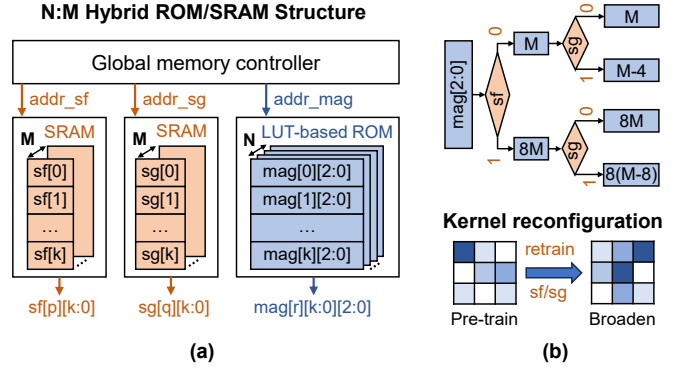 N:M Hybrid ROM/SRAM Structure
Global memory controller
addr_sf
addr_sg
addr_mag
SRAM
M
sf[0]
sf[1]
...
sf[k]
sf[p][k:0]
SRAM
M
sg[0]
sg[1]
...
sg[k]
sg[q][k:0]
LUT-based ROM
N
mag[0][2:0]
mag[1][2:0]
...
mag[k][2:0]
mag[r][k:0][2:0]
(a)
mag[2:0]
sf
0
1
M
8M
sg
0
1
M
M-4
sg
0
1
8M
8(M-8)
Kernel reconfiguration
retrain
sf/sg
Pre-train
Broaden
(b)